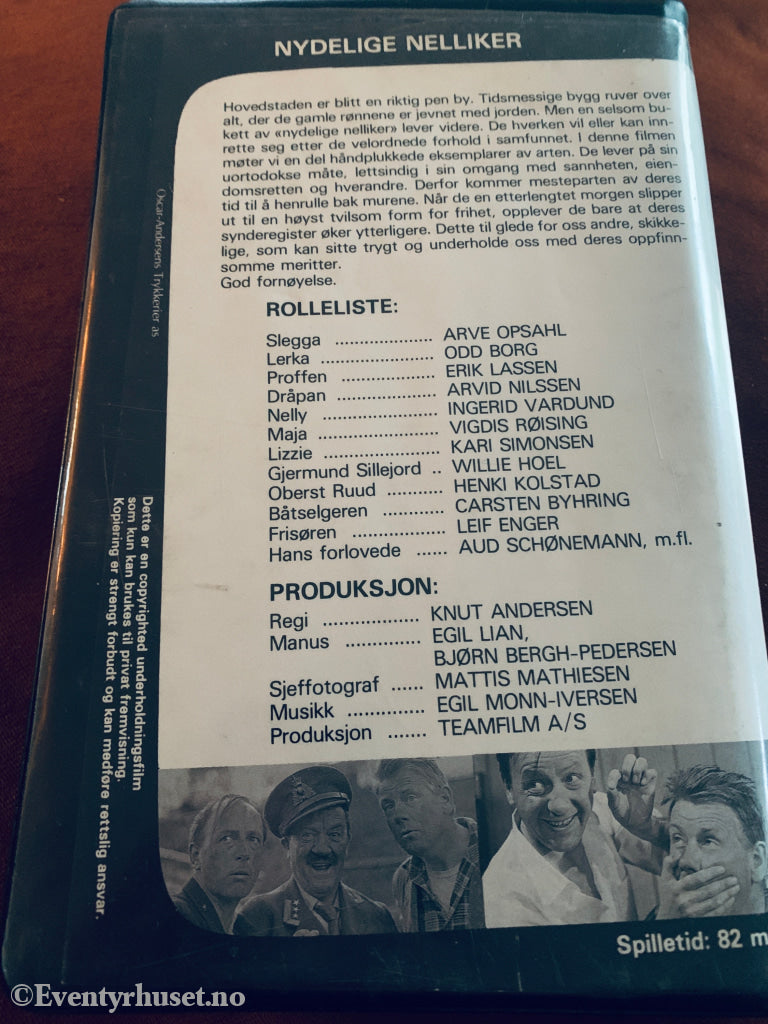 NYDELIGE NELLIKER
Hovedstaden er blitt en riktig pen by. Tidsmessige bygg ruver over
alt, der de gamle rønnene er jevnet med jorden. Men en selsom bu-
kett av «nydelige nelliker» lever videre. De hverken vil eller kan inn-
rette seg etter de velordnede forhold i samfunnet. I denne filmen
møter vi en del håndplukkede eksemplarer av arten. De lever på sin
uortodokse måte, lettsindig i sin omgang med sannheten, eien-
domsretten og hverandre. Derfor kommer mesteparten av deres
tid til å henrulle bak murene. Når de en etterlengtet morgen slipper
ut til en høyst tvilsom form for frihet, opplever de bare at deres
synderegister øker ytterligere. Dette til glede for oss andre, skikke-
lige, som kan sitte trygt og underholde oss med deres oppfinn-
somme meritter.
God fornøyelse.
ROLLELISTE:
Slegga .................... ARVE OPSAHL
Lerka ....................... ODD BORG
Proffen ................... ERIK LASSEN
Dråpan ..................... ARVID NILSSEN
Nelly ........................ INGERID VARDUND
Maja ......................... VIGDIS RØISING
Lizzie ........................ KARI SIMONSEN
Gjermund Sillejord .. WILLIE HOEL
Oberst Ruud ............ HENKI KOLSTAD
Båtselgeren ............. CARSTEN BYHRING
Frisøren ................... LEIF ENGER
Hans forlovede ...... AUD SCHØNEMANN, m.fl.
PRODUKSJON:
Regi .................... KNUT ANDERSEN
Manus ................ EGIL LIAN,
BJØRN BERGH-PEDERSEN
Sjeffotograf ...... MATTIS MATHIESEN
Musikk ................ EGIL MONN-IVERSEN
Produksjon ....... TEAMFILM A/S
Spilletid: 82 m
Oscar-Andersens Trykkerier as
Dette er en copyrighted underholdningsfilm
som kun kan brukes til privat fremvisning.
Kopiering er strengt forbudt og kan medføre rettslig ansvar.
©Eventyrhuset.no